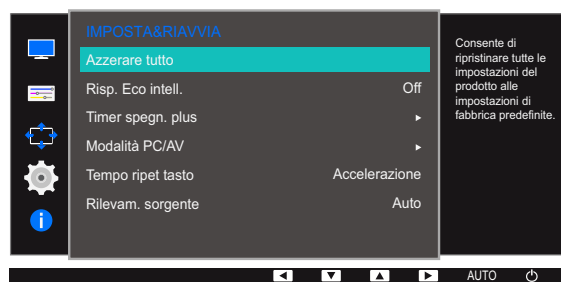 IMPOSTA&RIAVVIA
Azzerare tutto
Risp. Eco intell. Off
Timer spegn. plus
Modalità PC/AV
Tempo ripet tasto Accelerazione
Rilevam. sorgente Auto
Consente di
ripristinare tutte le
impostazioni del
prodotto alle
impostazioni di
fabbrica predefinite.
AUTO